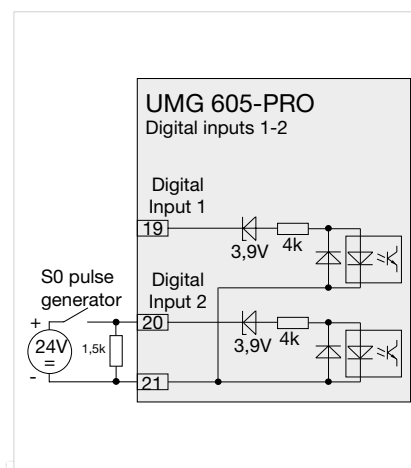 UMG 605-PRO
Digital inputs 1-2
Digital
Input 1
19
3,9V
4k
S0 pulse
generator
Digital
Input 2
+
20
24V
=
1,5k
3,9V
4k
-
21